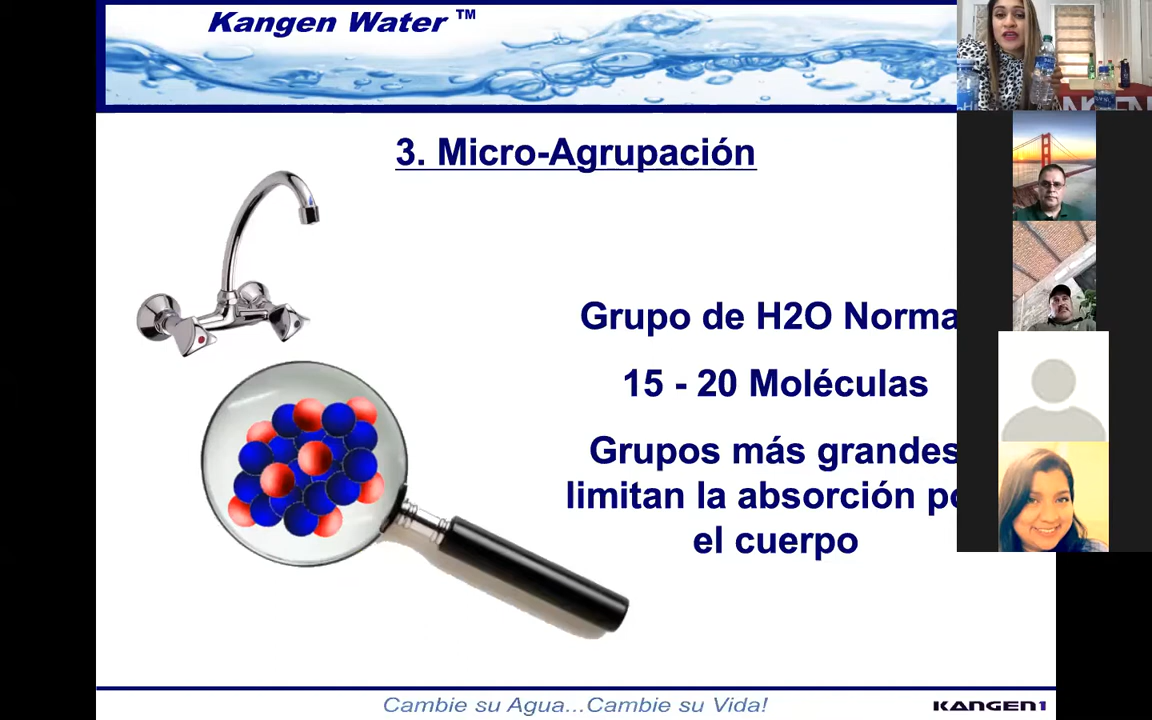 Kangen Water ™
3. Micro-Agrupación
Grupo de H2O Norma
15 - 20 Moléculas
Grupos más grandes
limitan la absorción po
el cuerpo
Cambie su Agua...Cambie su Vida!
KANGEN1